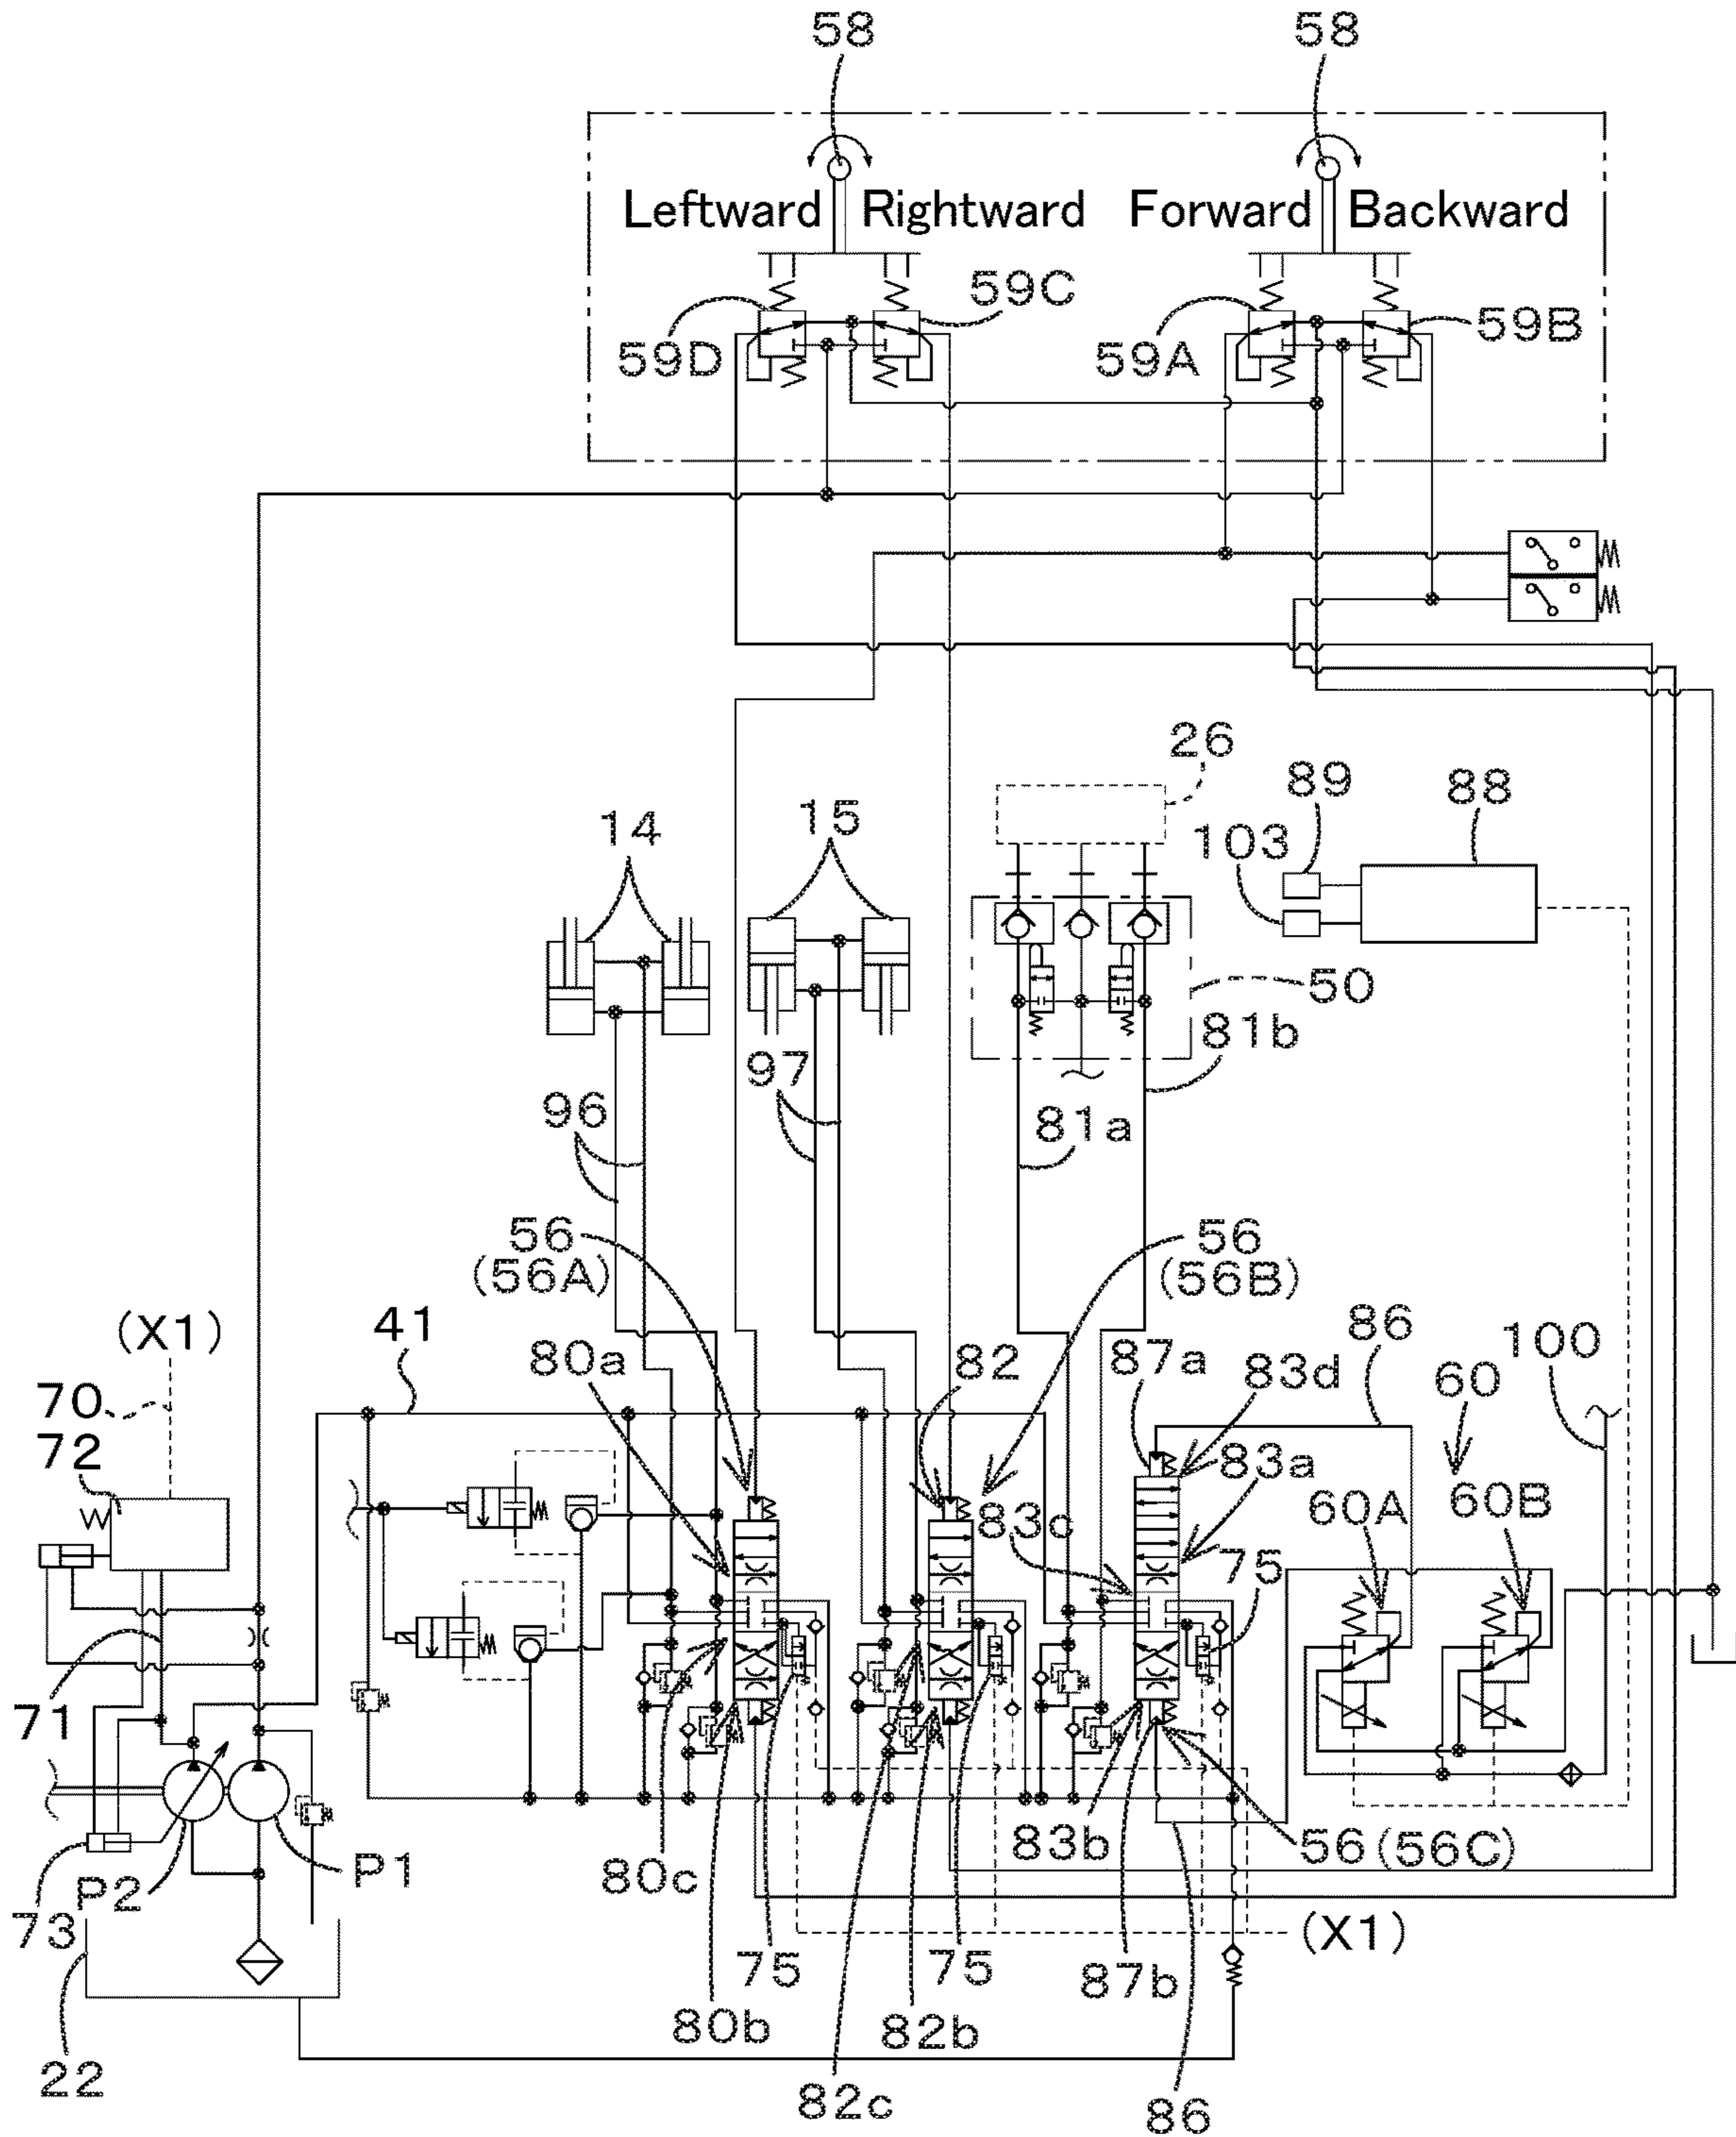 58 58
Leftward Rightward Forward Backward
59D 59C 59A 59B
26
89 88
103
14 15
50
81b
97
96
81a
56
(56A)
56
(56B)
(X1)
41
80a
82
87a
86
83d
60
100
70
72
83a
83c
60A
60B
75
71
80c
83b
56 (56C)
P2
P1
73
75
75
87b
(X1)
80b
82b
22
82c
86